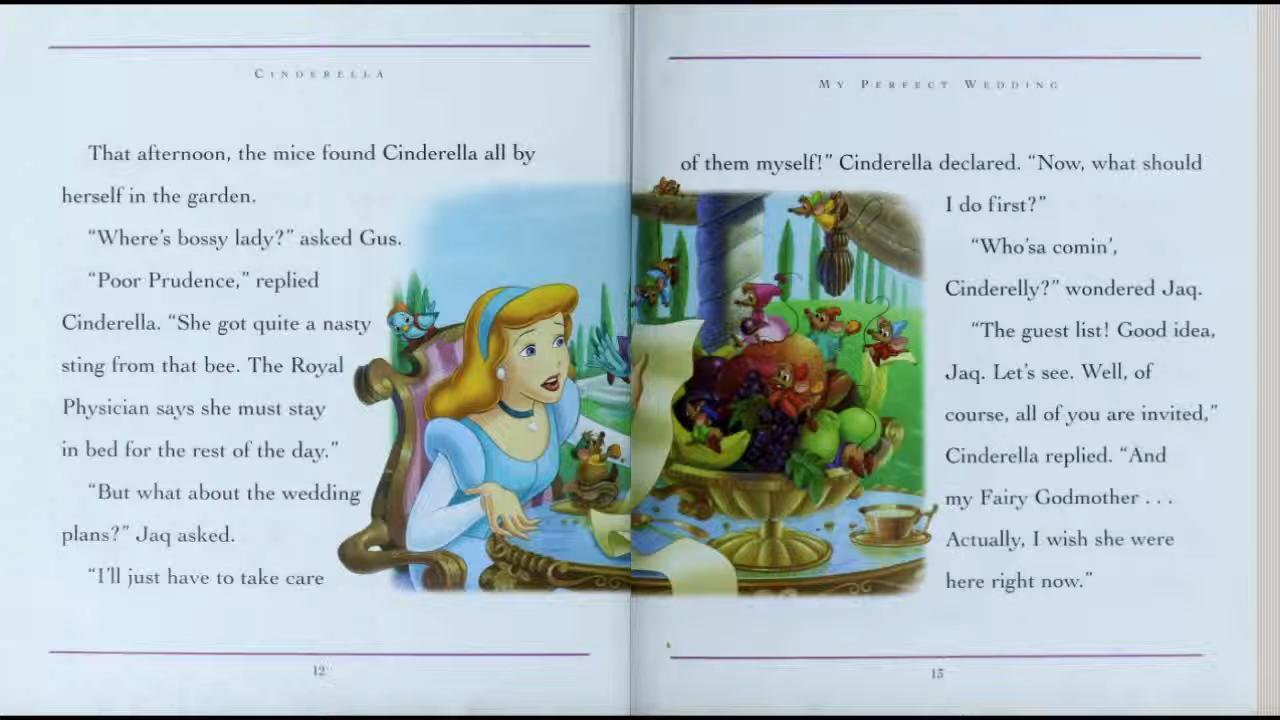 CINDERELLA
That afternoon, the mice found Cinderella all by
herself in the garden.
“Where’s bossy lady?” asked Gus.
“Poor Prudence,” replied
Cinderella. “She got quite a nasty
sting from that bee. The Royal
Physician says she must stay
in bed for the rest of the day.”
“But what about the wedding
plans?” Jaq asked.
“I’ll just have to take care
12
MY PERFECT WEDDING
of them myself!” Cinderella declared. “Now, what should
I do first?”
“Who’sa comin’,
Cinderelly?” wondered Jaq.
“The guest list! Good idea,
Jaq. Let’s see. Well, of
course, all of you are invited,”
Cinderella replied. “And
my Fairy Godmother . . .
Actually, I wish she were
here right now.”
13